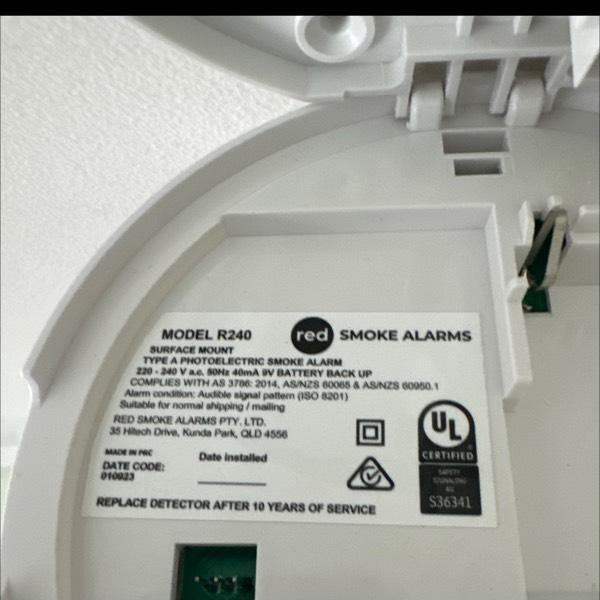 MODEL R240
red SMOKE ALARMS
SURFACE MOUNT
TYPE A PHOTOELECTRIC SMOKE ALARM
220 - 240 V a.c. 50Hz 40mA 9V BATTERY BACK UP
COMPLIES WITH AS 3786: 2014, AS/NZS 60065 & AS/NZS 60950.1
Alarm condition: Audible signal pattern (ISO 8201)
Suitable for normal shipping / mailing
RED SMOKE ALARMS PTY. LTD.
35 Hitech Drive, Kunda Park, QLD 4556
MADE IN PRC
DATE CODE:
010923
Date installed
UL
CERTIFIED
SAFETY
SIGNALING
AU
S36341
REPLACE DETECTOR AFTER 10 YEARS OF SERVICE